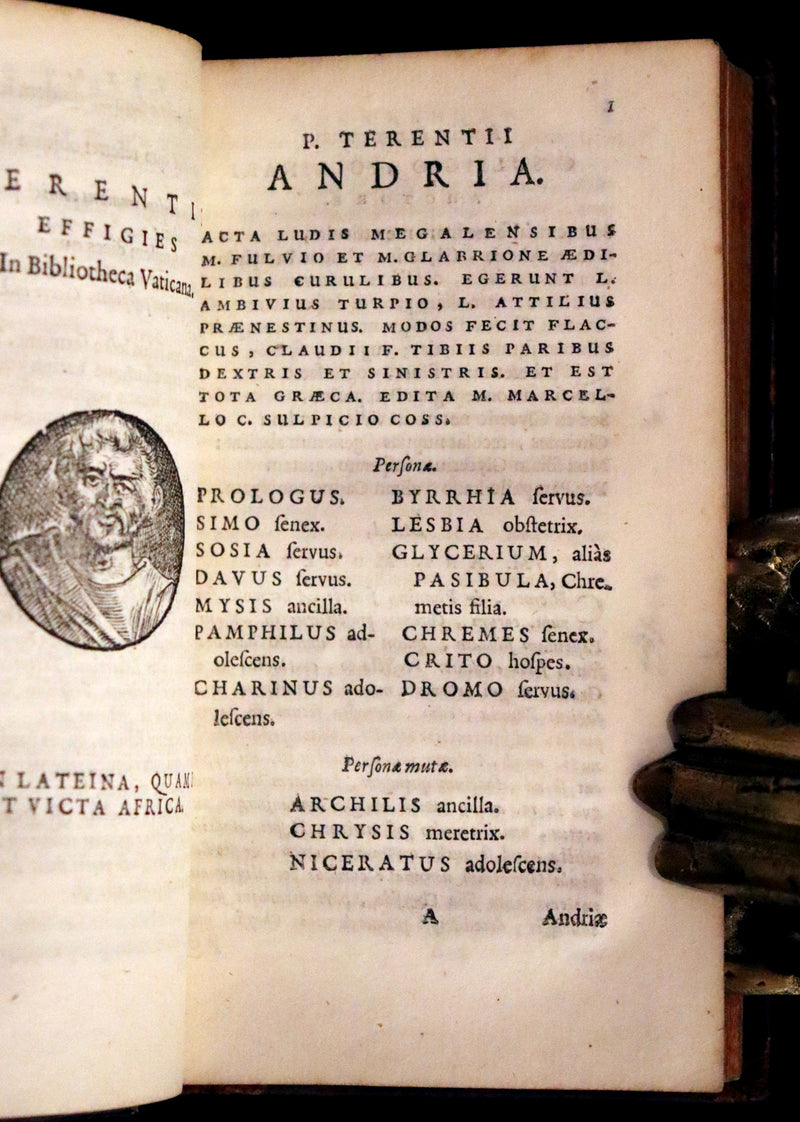 ERENTI
EFFIGIES
In Bibliotheca Vaticana,
N LATEINA, QUAM
T VICTA AFRICA.
1
P. TERENTII
ANDRIA.
ACTA LUDIS MEGALENSIBUS
M. FULVIO ET M. GLABRIONE ÆDI-
LIBUS CURULIBUS. EGERUNT L.
AMBIVIUS TURPIO, L. ATTILIUS
PRÆNESTINUS. MODOS FECIT FLAC-
CUS, CLAUDII F. TIBIIS PARIBUS
DEXTRIS ET SINISTRIS. ET EST
TOTA GRÆCA. EDITA M. MARCEL-
LO C. SULPICIO COSS.
Perſonæ.
PROLOGUS.
SIMO ſenex.
SOSIA ſervus.
DAVUS ſervus.
MYSIS ancilla.
PAMPHILUS ad-
oleſcens.
CHARINUS ado-
leſcens.
BYRRHIA ſervus.
LESBIA obſtetrix.
GLYCERIUM, aliàs
PASIBULA, Chre-
metis filia.
CHREMES ſenex.
CRITO hoſpes.
DROMO ſervus.
Perſonæ mutæ.
ARCHILIS ancilla.
CHRYSIS meretrix.
NICERATUS adoleſcens.
A Andriæ